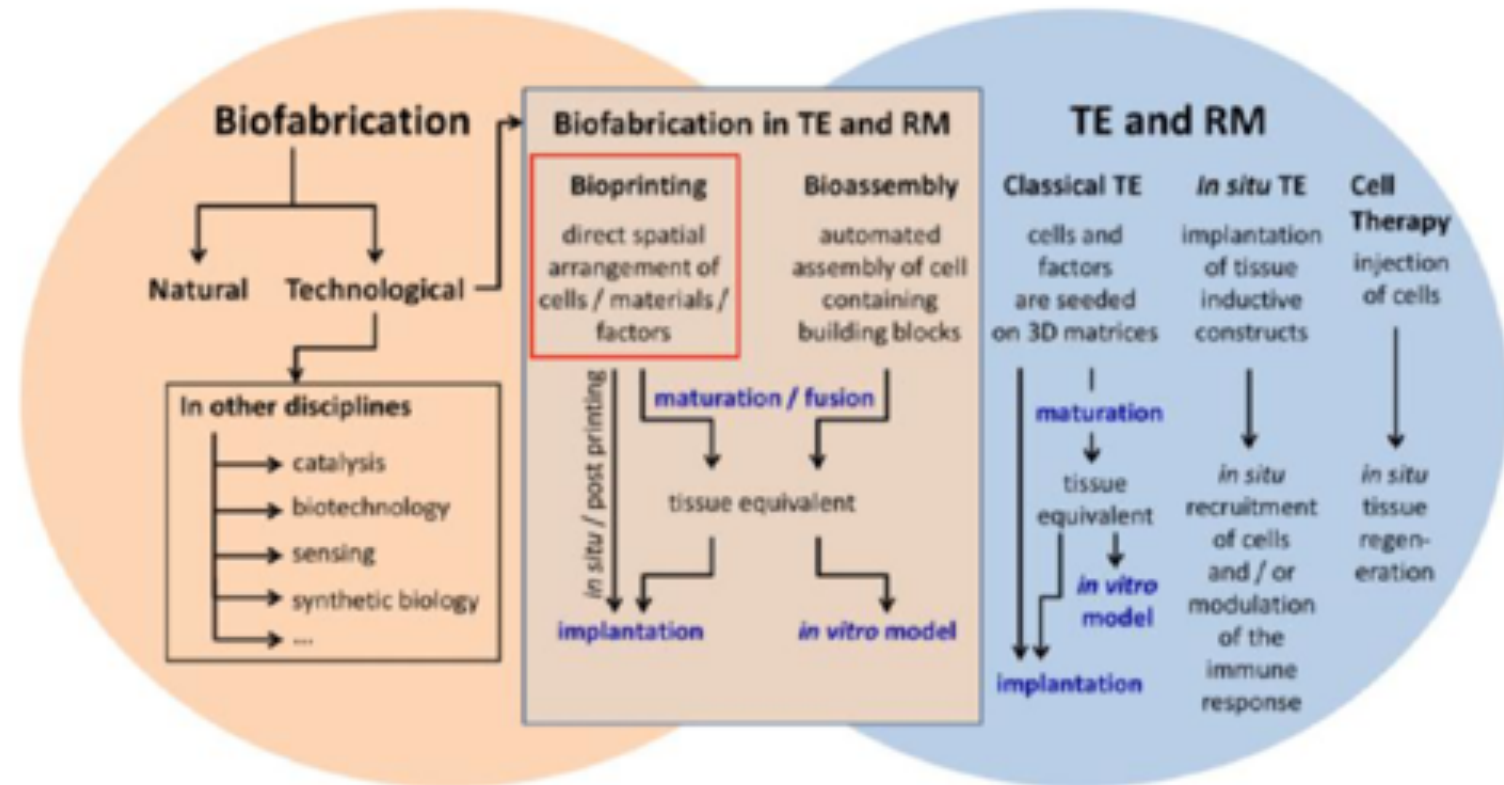 Biofabrication
Natural
Technological
In other disciplines
catalysis
biotechnology
sensing
synthetic biology
...
Biofabrication in TE and RM
Bioprinting
direct spatial
arrangement of
cells / materials /
factors
Bioassembly
automated
assembly of cell
containing
building blocks
in situ / post printing
maturation / fusion
tissue equivalent
implantation
in vitro model
TE and RM
Classical TE
cells and
factors
are seeded
on 3D matrices
maturation
tissue
equivalent
in vitro
model
implantation
In situ TE
implantation
of tissue
inductive
constructs
in situ
recruitment
of cells
and / or
modulation
of the
immune
response
Cell
Therapy
injection
of cells
in situ
tissue
regen-
eration